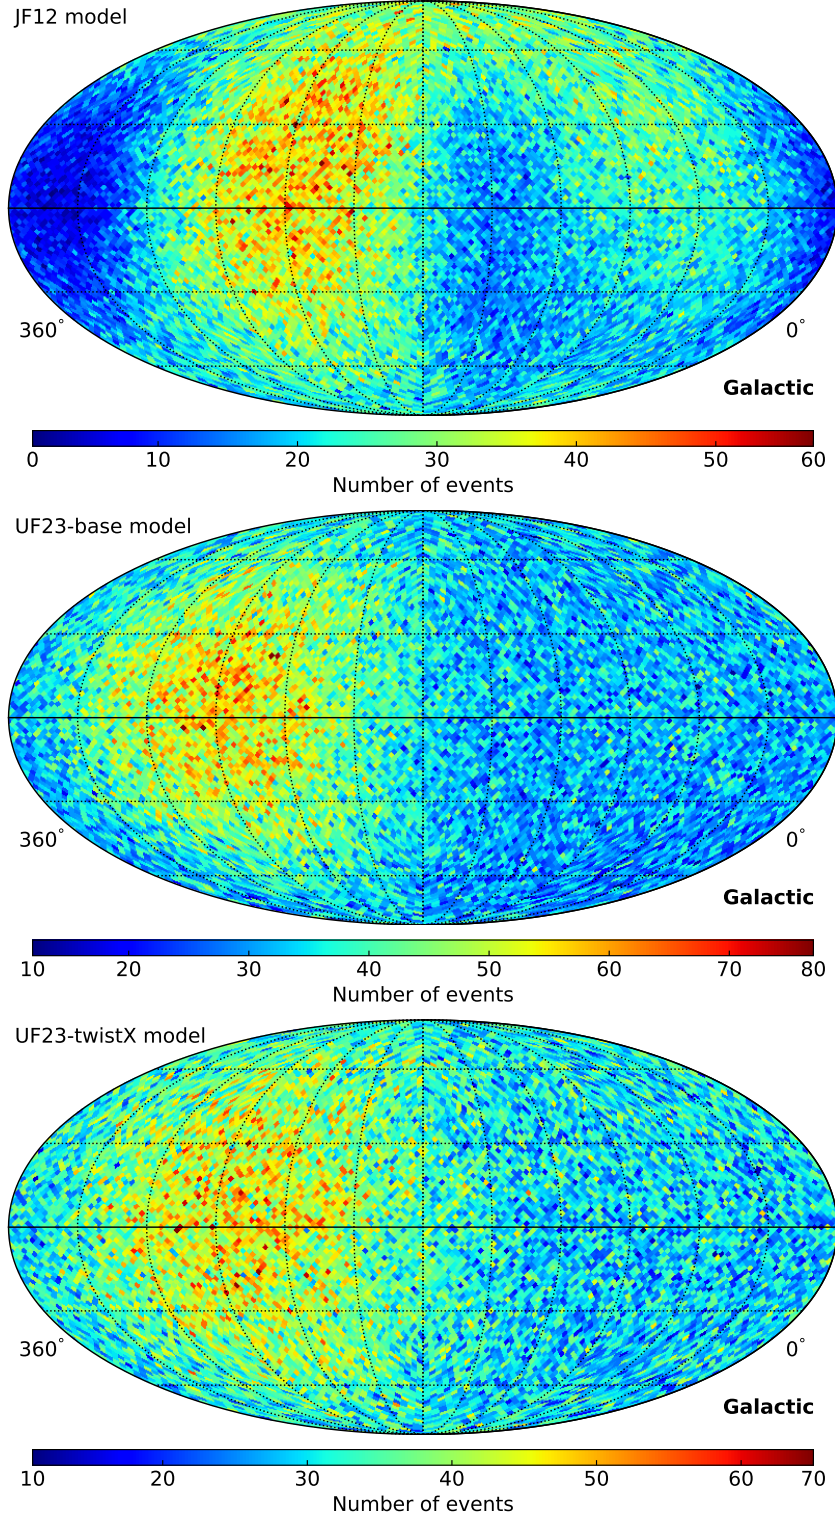 JF12 model
360° 0°
Galactic
0 10 20 30 40 50 60
Number of events
UF23-base model
360° 0°
Galactic
10 20 30 40 50 60 70 80
Number of events
UF23-twistX model
360° 0°
Galactic
10 20 30 40 50 60 70
Number of events